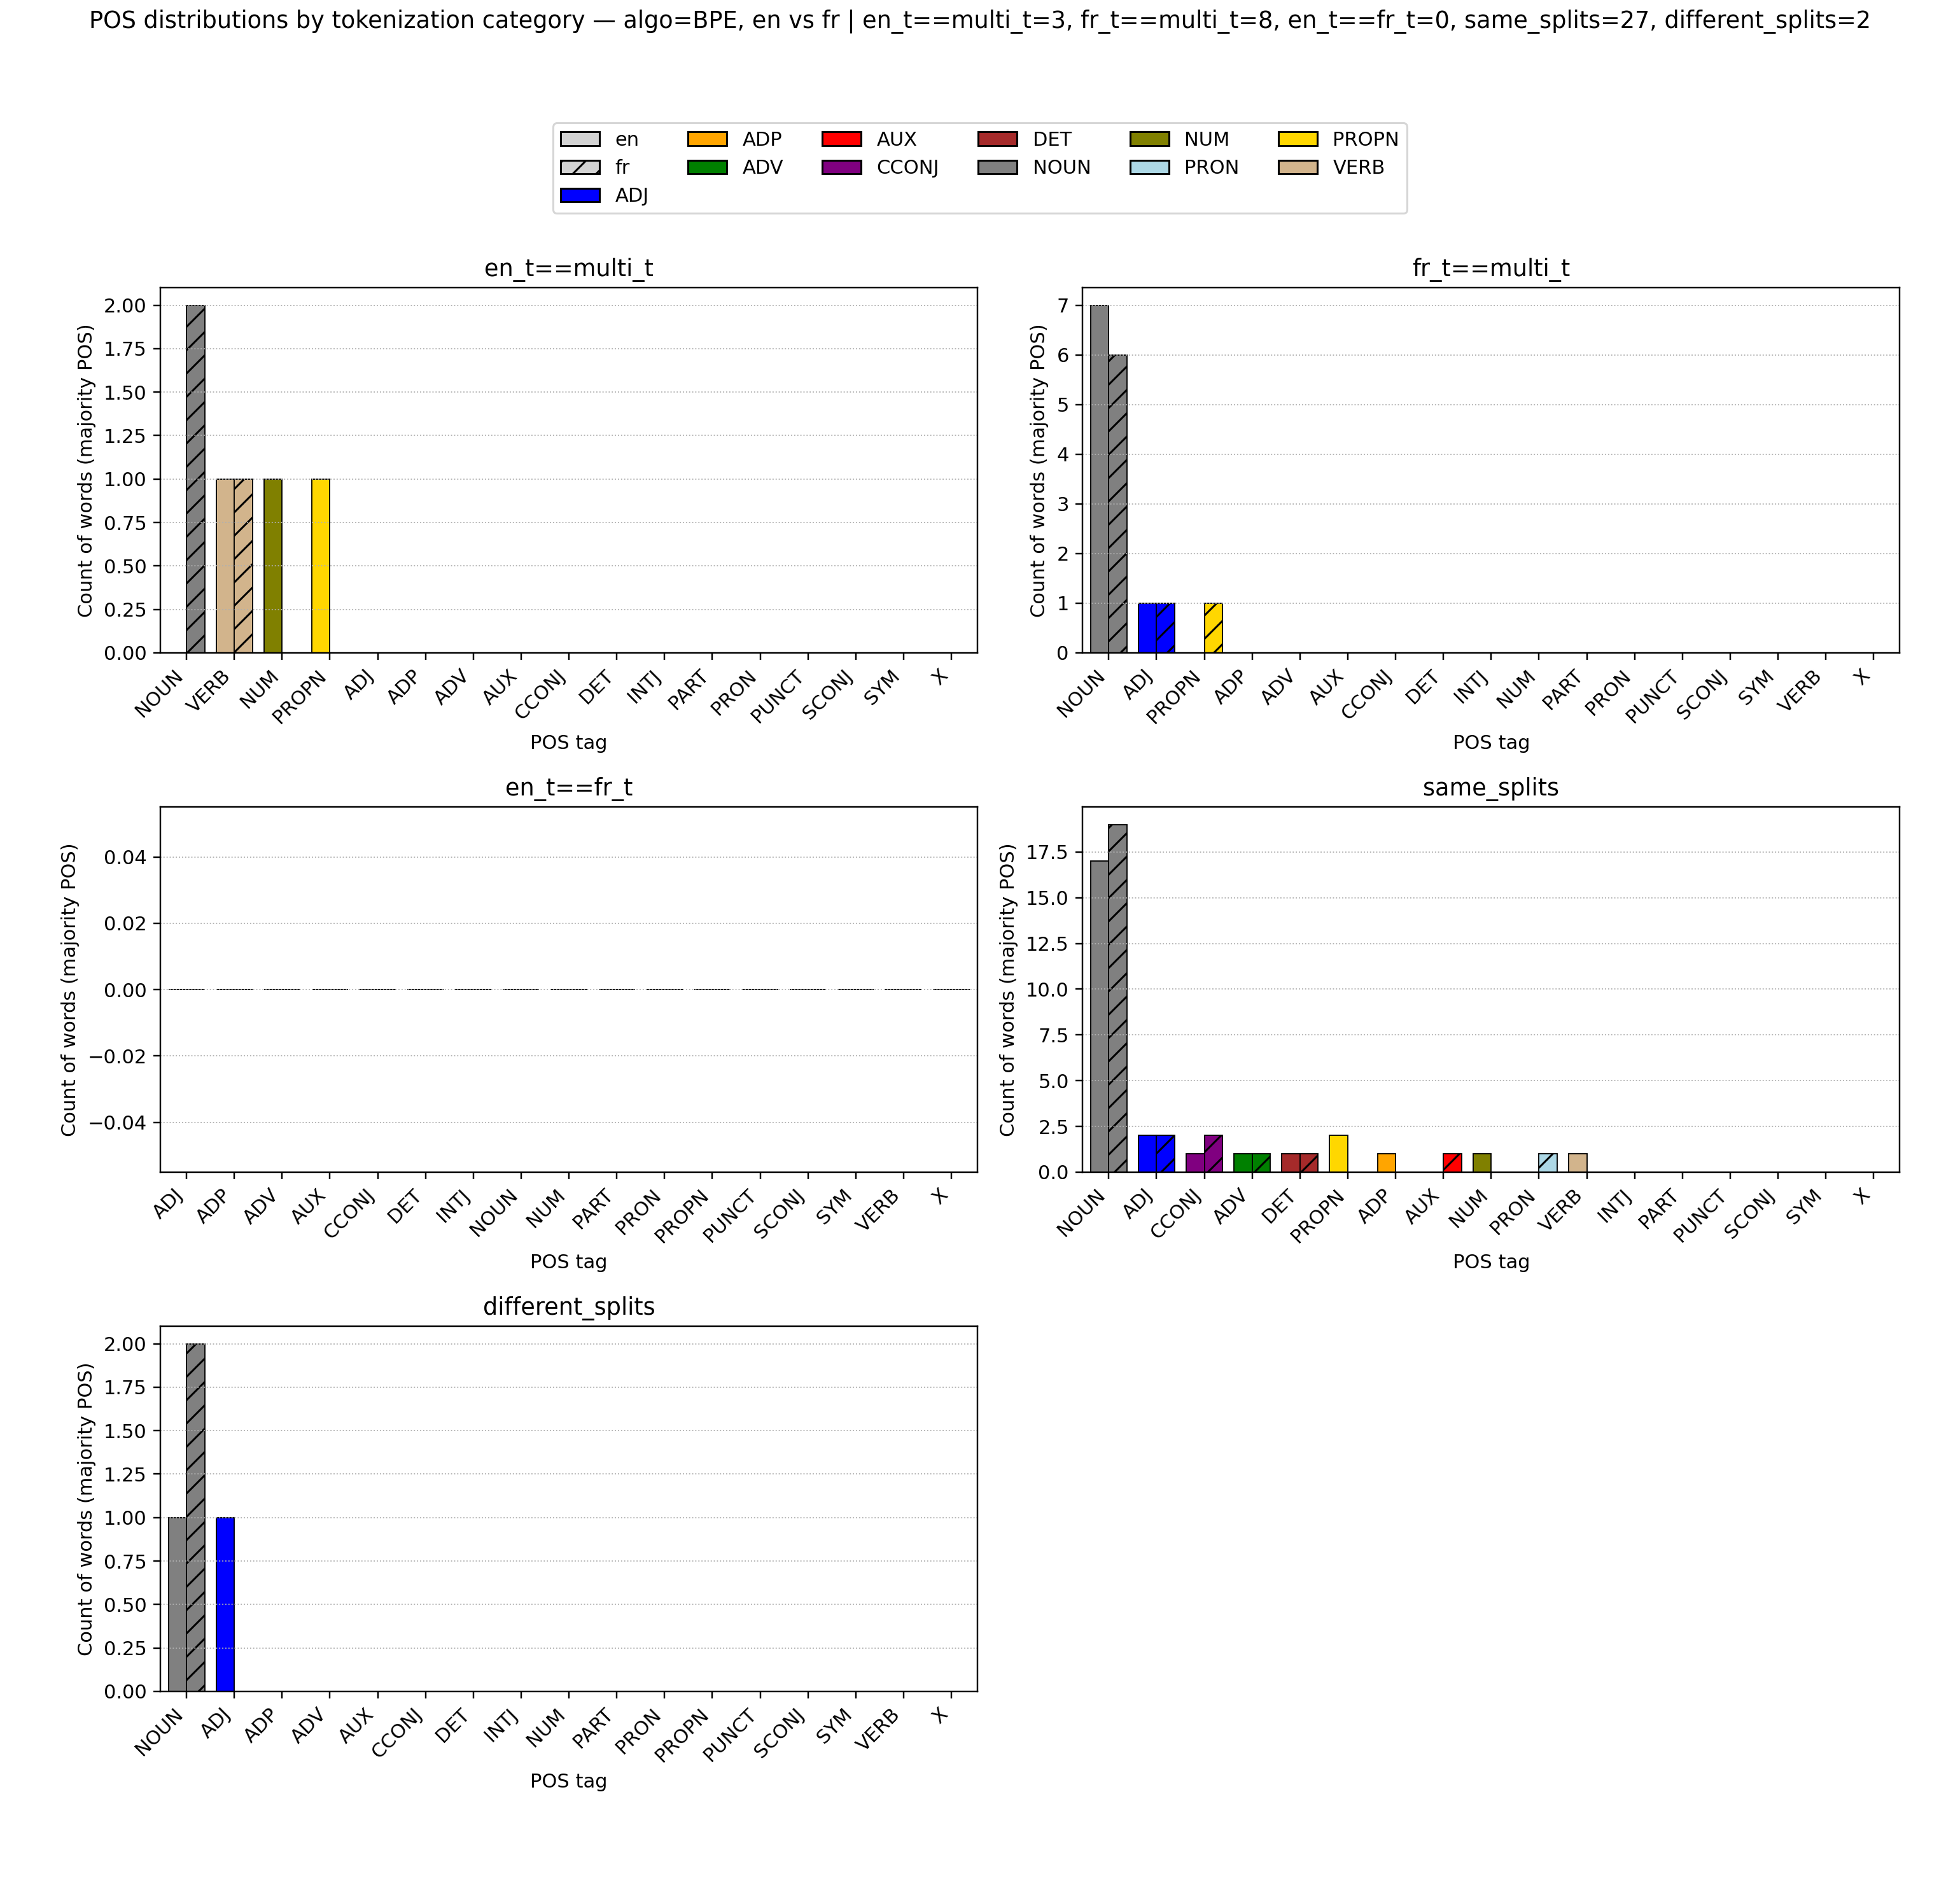 POS distributions by tokenization category — algo=BPE, en vs fr | en_t==multi_t=3, fr_t==multi_t=8, en_t==fr_t=0, same_splits=27, different_splits=2
en ADP AUX DET NUM PROPN
fr ADV CCONJ NOUN PRON VERB
ADJ
en_t==multi_t
Count of words (majority POS)
2.00
1.75
1.50
1.25
1.00
0.75
0.50
0.25
0.00
NOUN VERB NUM PROPN ADJ ADP ADV AUX CCONJ DET INTJ PART PRON PUNCT SCONJ SYM X
POS tag
fr_t==multi_t
Count of words (majority POS)
7
6
5
4
3
2
1
0
NOUN ADJ PROPN ADP ADV AUX CCONJ DET INTJ NUM PART PRON PUNCT SCONJ SYM VERB X
POS tag
en_t==fr_t
Count of words (majority POS)
0.04
0.02
0.00
−0.02
−0.04
ADJ ADP ADV AUX CCONJ DET INTJ NOUN NUM PART PRON PROPN PUNCT SCONJ SYM VERB X
POS tag
same_splits
Count of words (majority POS)
17.5
15.0
12.5
10.0
7.5
5.0
2.5
0.0
NOUN ADJ CCONJ ADV DET PROPN ADP AUX NUM PRON VERB INTJ PART PUNCT SCONJ SYM X
POS tag
different_splits
Count of words (majority POS)
2.00
1.75
1.50
1.25
1.00
0.75
0.50
0.25
0.00
NOUN ADJ ADP ADV AUX CCONJ DET INTJ NUM PART PRON PROPN PUNCT SCONJ SYM VERB X
POS tag